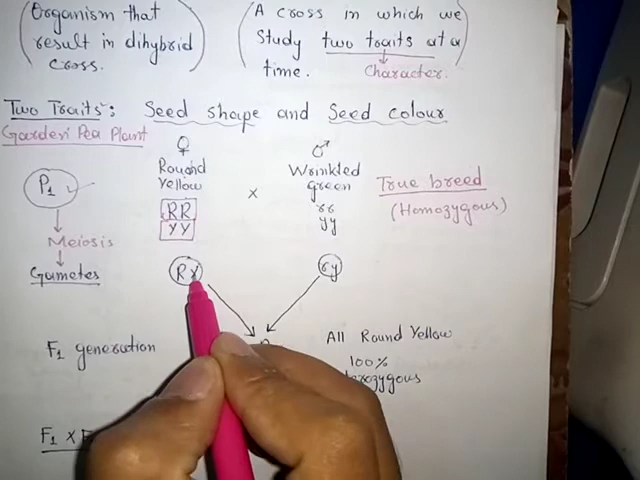 Organism that
result in dihybrid
cross.
A cross in which we
study two traits at a
time.
Character.
Two Traits: Seed shape and Seed colour
Garden Pea Plant
♀
Round
Yellow
RR
YY
x
♂
Wrinkled
green
rr
yy
True breed
(Homozygous)
P1
Meiosis
Gametes
RY
ry
F1 generation
All Round Yellow
100%
F1 x